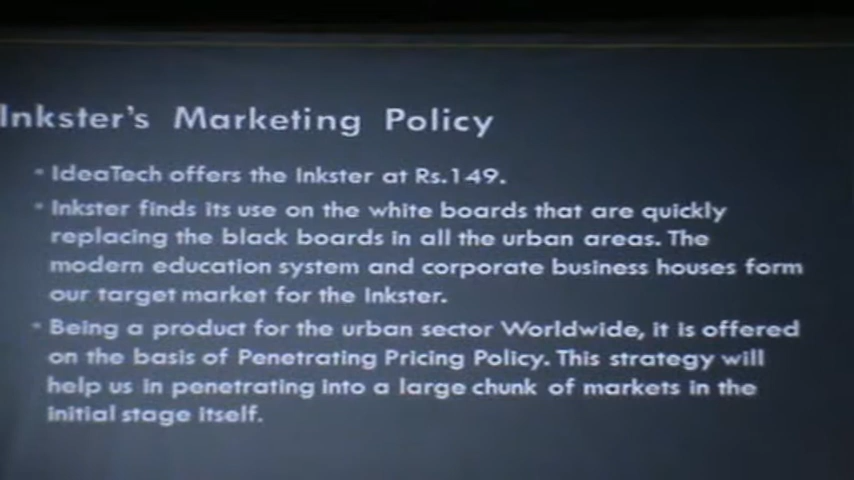 Inkster's Marketing Policy
• IdeaTech offers the Inkster at Rs.149.
• Inkster finds its use on the white boards that are quickly
replacing the black boards in all the urban areas. The
modern education system and corporate business houses form
our target market for the Inkster.
• Being a product for the urban sector Worldwide, it is offered
on the basis of Penetrating Pricing Policy. This strategy will
help us in penetrating into a large chunk of markets in the
initial stage itself.